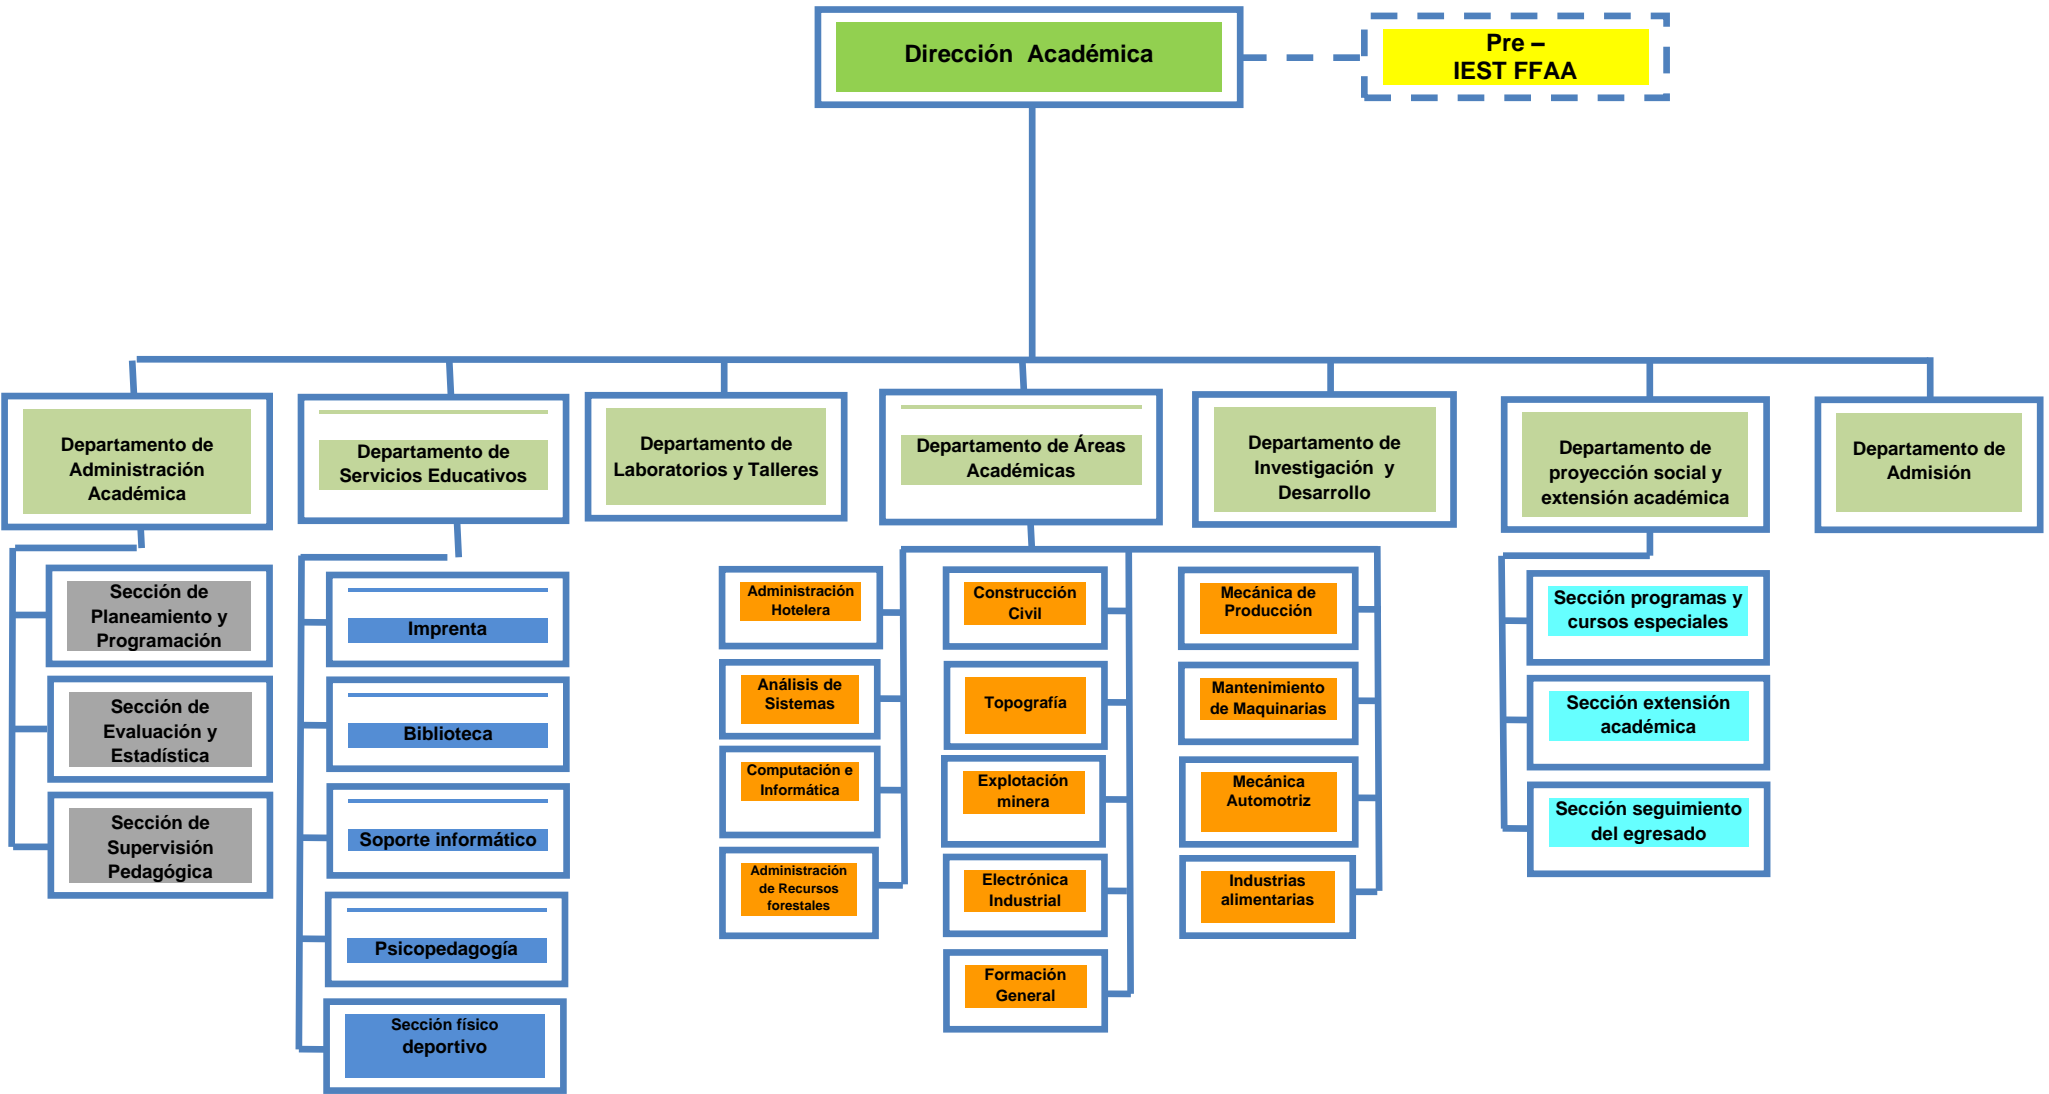 Dirección Académica
Pre –
IEST FFAA
Departamento de
Administración
Académica
Departamento de
Servicios Educativos
Departamento de
Laboratorios y Talleres
Departamento de Áreas
Académicas
Departamento de
Investigación y
Desarrollo
Departamento de
proyección social y
extensión académica
Departamento de
Admisión
Sección de
Planeamiento y
Programación
Sección de
Evaluación y
Estadística
Sección de
Supervisión
Pedagógica
Imprenta
Biblioteca
Soporte informático
Psicopedagogía
Sección físico
deportivo
Administración
Hotelera
Análisis de
Sistemas
Computación e
Informática
Administración
de Recursos
forestales
Construcción
Civil
Topografía
Explotación
minera
Electrónica
Industrial
Formación
General
Mecánica de
Producción
Mantenimiento
de Maquinarias
Mecánica
Automotriz
Industrias
alimentarias
Sección programas y
cursos especiales
Sección extensión
académica
Sección seguimiento
del egresado